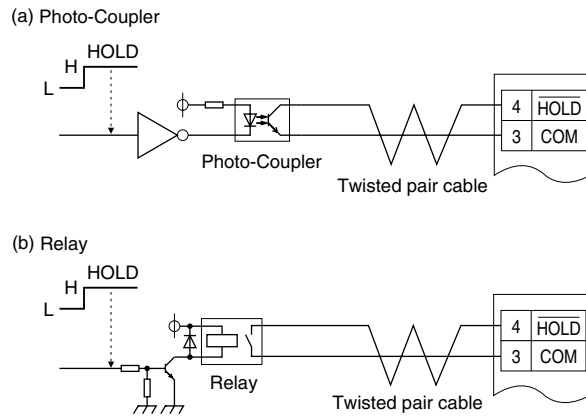 (a) Photo-Coupler
HOLD
H
L
4 HOLD
3 COM
Photo-Coupler
Twisted pair cable
(b) Relay
HOLD
H
L
4 HOLD
3 COM
Relay
Twisted pair cable